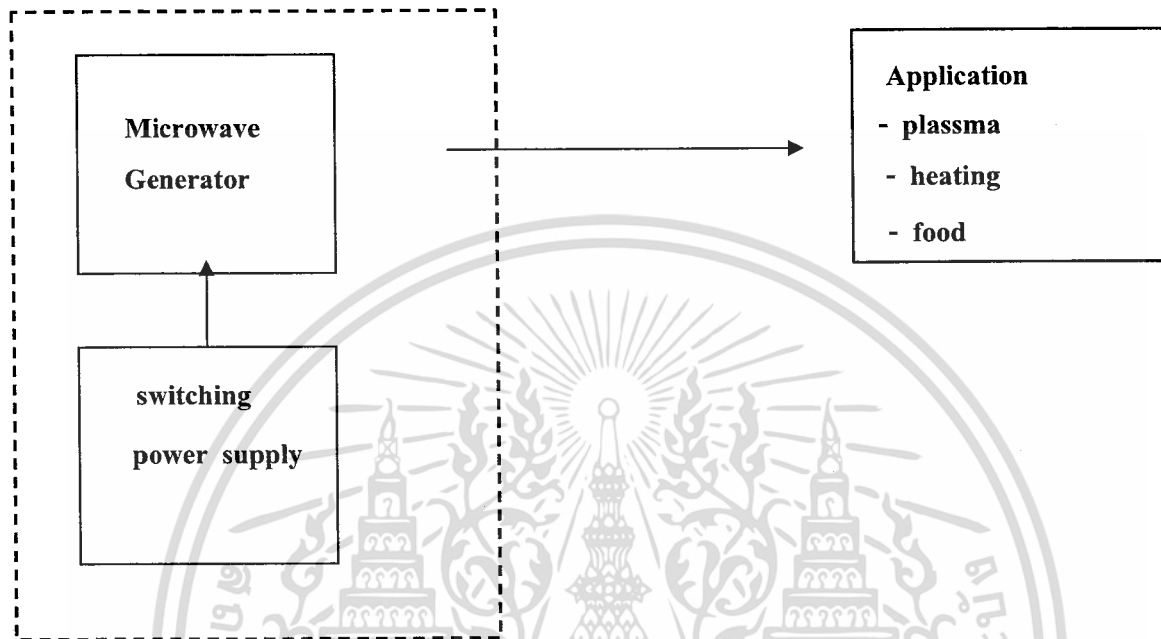 Microwave
Generator
switching
power supply
Application
- plassma
- heating
- food